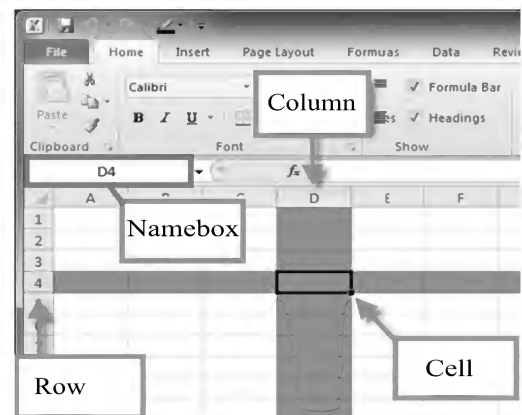 File Home Insert Page Layout Formuas Data Revie
Paste Calibri Formula Bar
B I U Headings
Clipboard Font Show
Column
D4 fx
A D E F
Namebox
1
2
3
4
Cell
Row